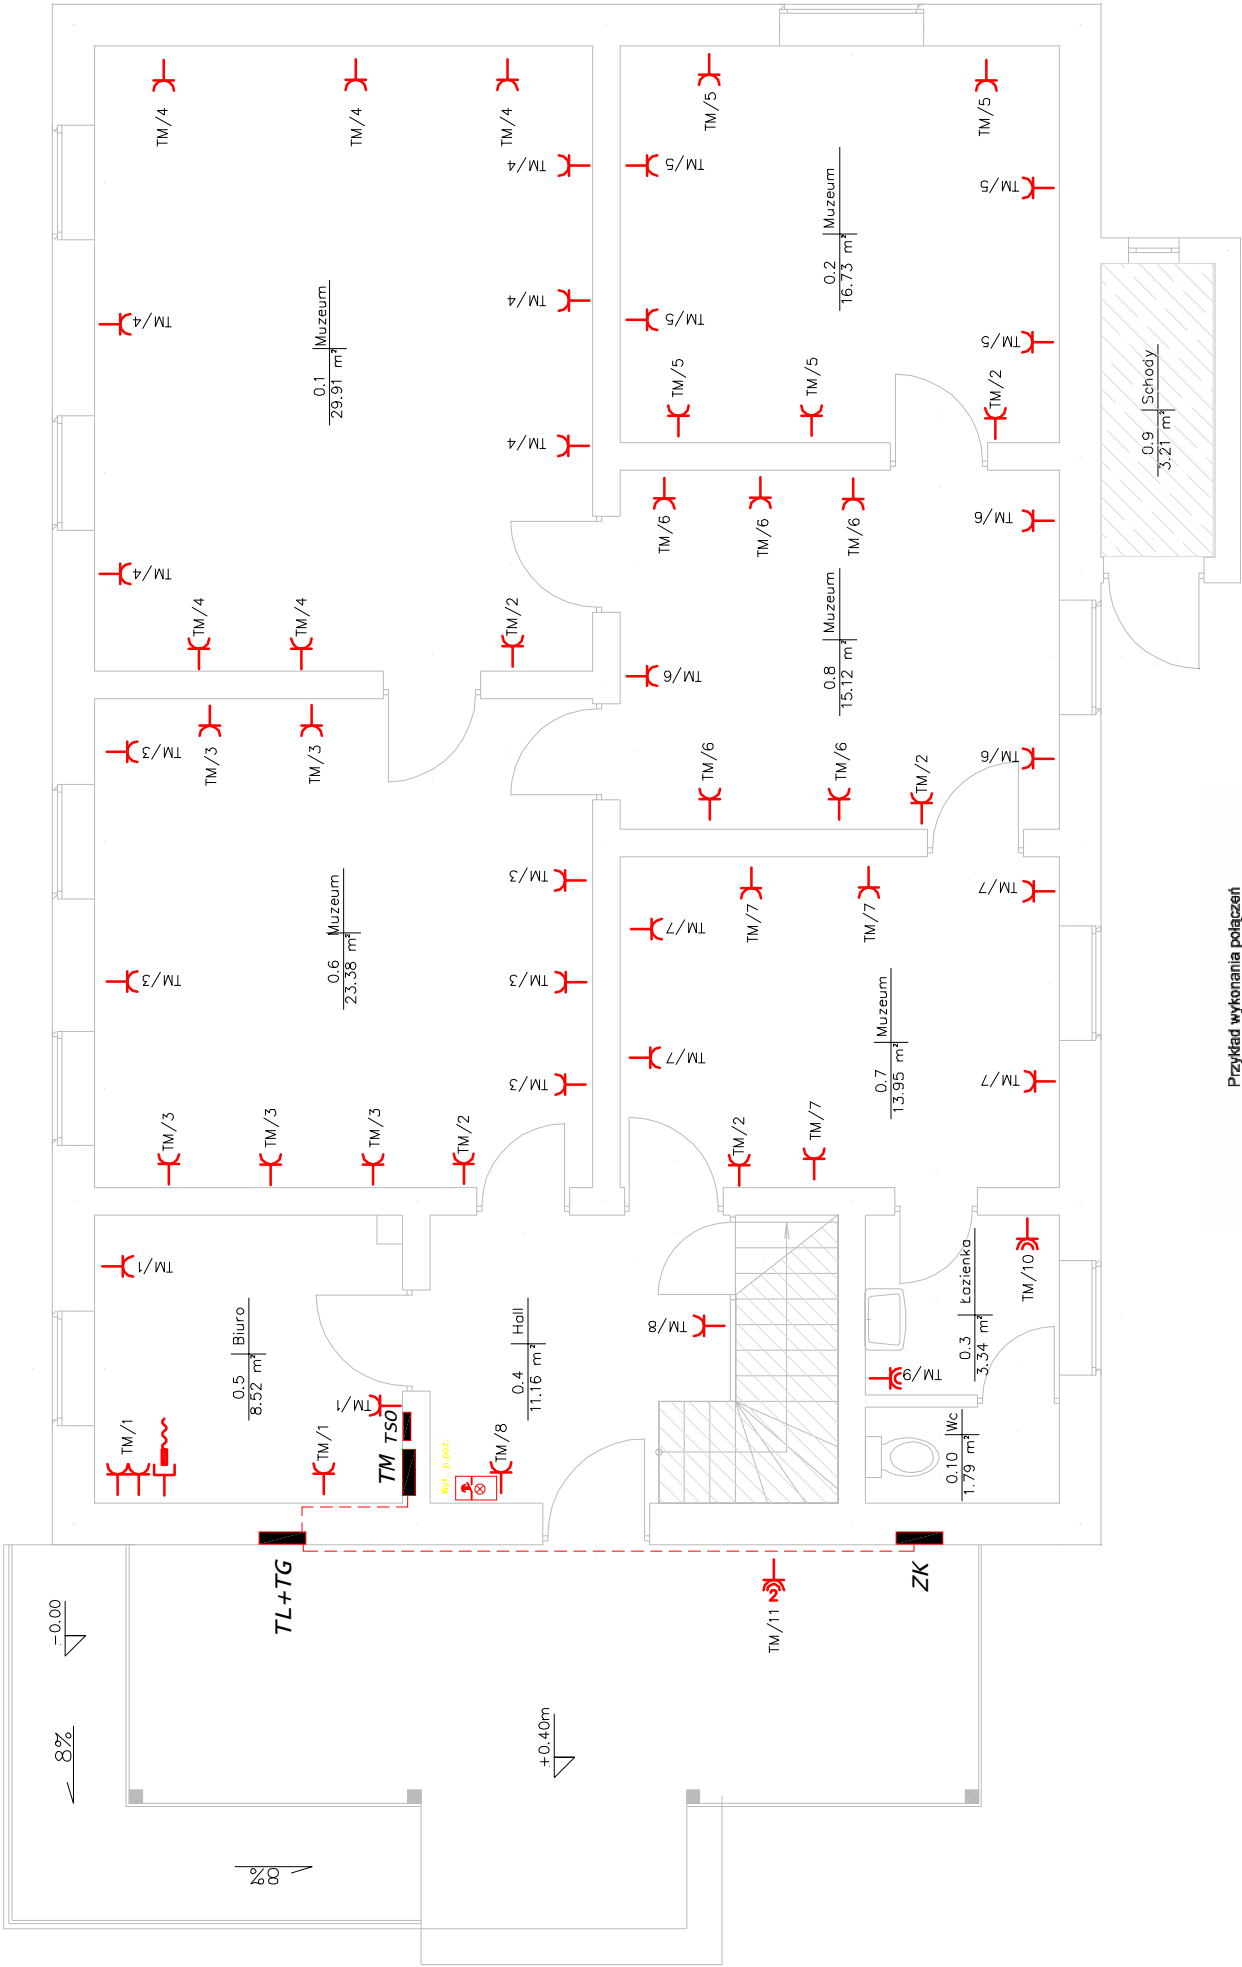 TM/4
TM/4
TM/4
TM/4
TM/4
TM/4
TM/4
TM/4
TM/4
TM/4
TM/2
0.1 Muzeum
29.91 m²
TM/5
TM/5
TM/5
TM/5
TM/5
TM/5
TM/5
TM/5
TM/2
0.2 Muzeum
16.73 m²
0.9 Schody
3.21 m²
TM/6
TM/6
TM/6
TM/6
TM/6
TM/6
TM/6
TM/6
TM/2
0.8 Muzeum
15.12 m²
TM/3
TM/3
TM/3
TM/3
TM/3
TM/3
TM/3
TM/3
TM/3
TM/3
TM/2
0.6 Muzeum
23.38 m²
TM/7
TM/7
TM/7
TM/7
TM/7
TM/7
TM/7
TM/2
0.7 Muzeum
13.95 m²
TM/1
TM/1
TM/1
TM/1
0.5 Biuro
8.52 m²
TM
TSO
0.4 Hall
11.16 m²
Wył. p.poż.
TM/8
TM/8
TM/10
TM/9
0.3 Łazienka
3.34 m²
0.10 Wc
1.79 m²
TL+TG
ZK
TM/11
2
-0.00
+0.40m
8%
8%
Przykład wykonania połączeń